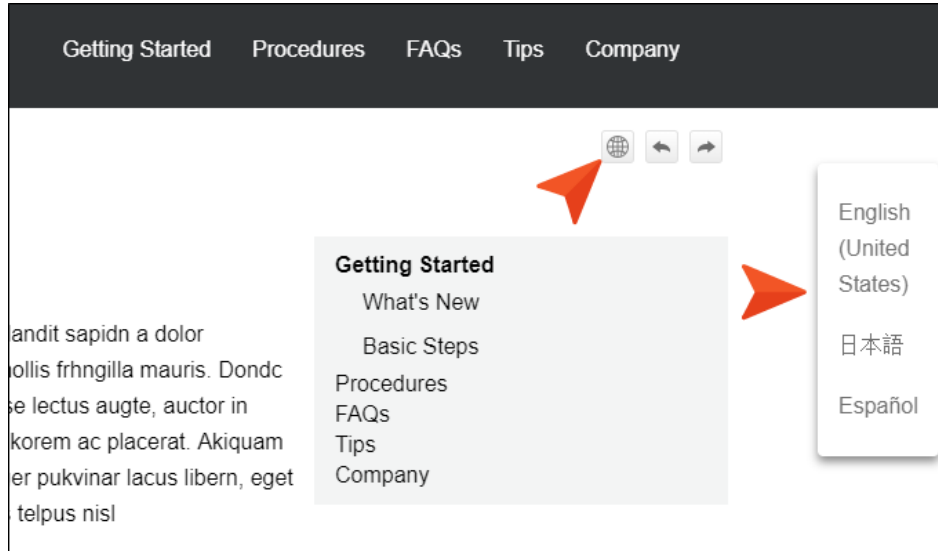 Getting Started Procedures FAQs Tips Company
English
(United
States)
日本語
Español
Getting Started
What's New
Basic Steps
Procedures
FAQs
Tips
Company
landit sapidn a dolor
ollis frhngilla mauris. Dondc
se lectus augte, auctor in
korem ac placerat. Akiquam
er pukvinar lacus libern, eget
telpus nisl